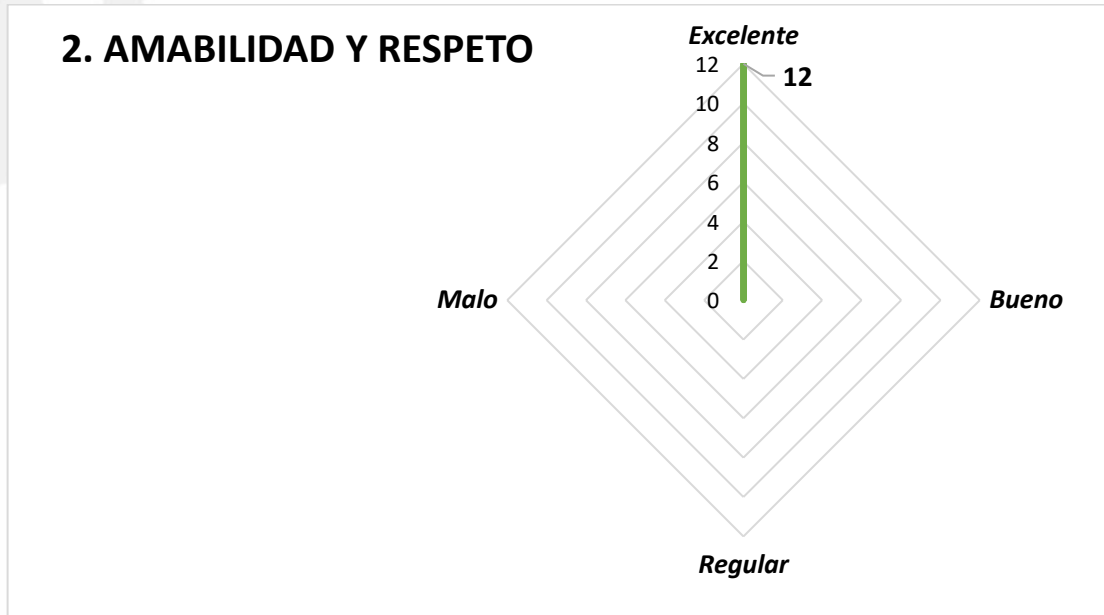 2. AMABILIDAD Y RESPETO
Excelente
12
12
10
8
6
4
2
0
Malo
Bueno
Regular